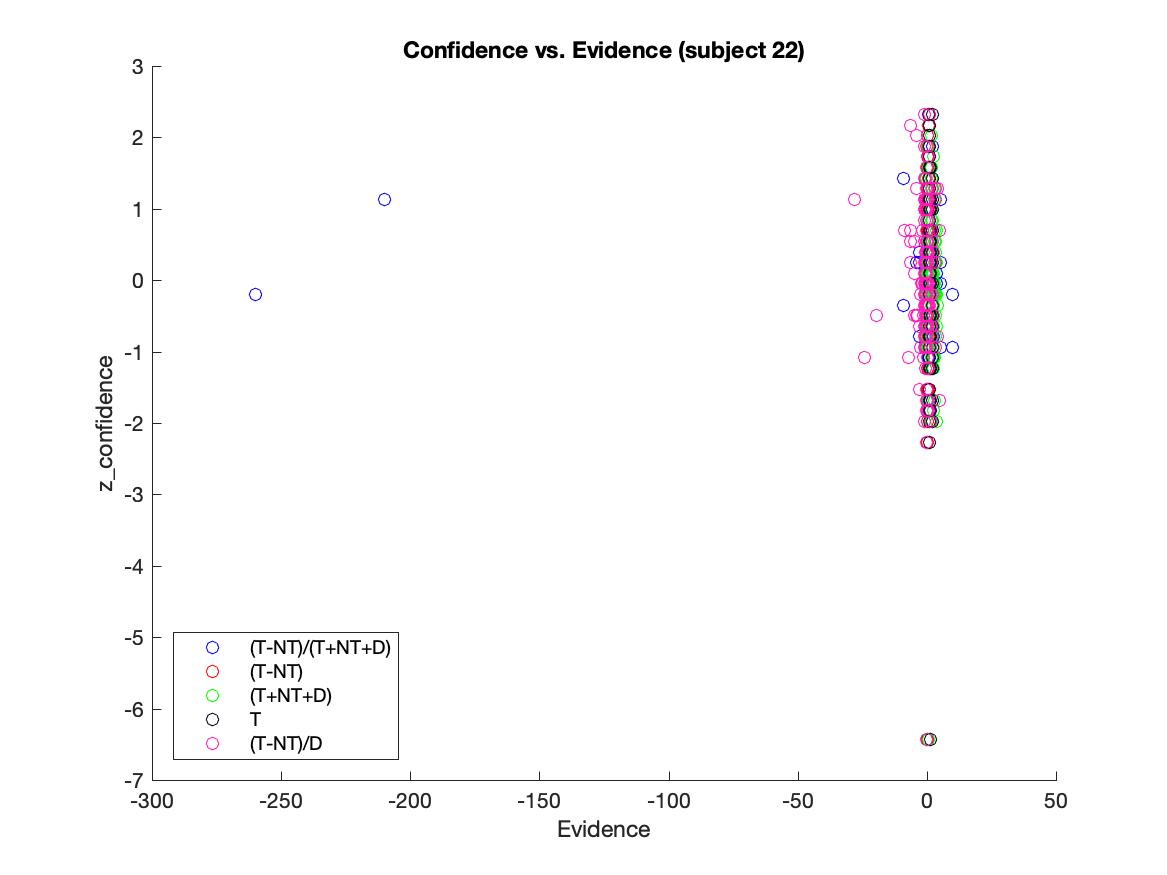 Confidence vs. Evidence (subject 22)
3
2
1
0
-1
-2
-3
-4
-5
-6
-7
z_confidence
(T-NT)/(T+NT+D)
(T-NT)
(T+NT+D)
T
(T-NT)/D
-300 -250 -200 -150 -100 -50 0 50
Evidence